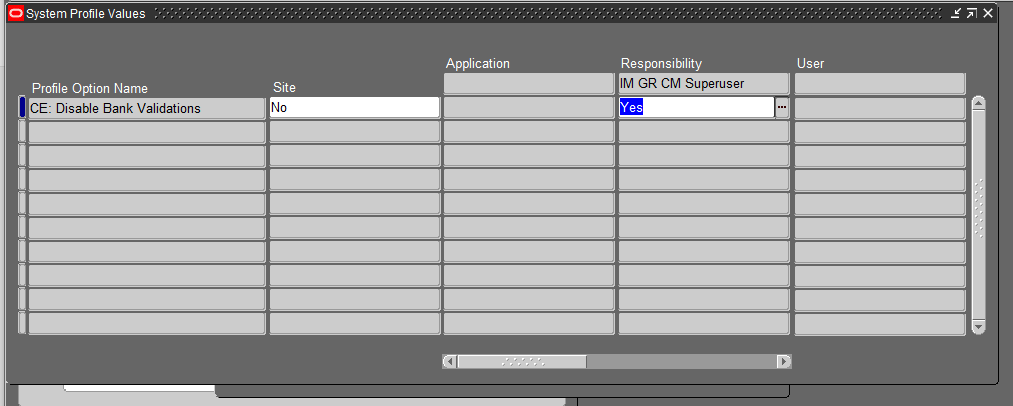 System Profile Values
Application Responsibility User
Profile Option Name Site IM GR CM Superuser
CE: Disable Bank Validations No Yes ...